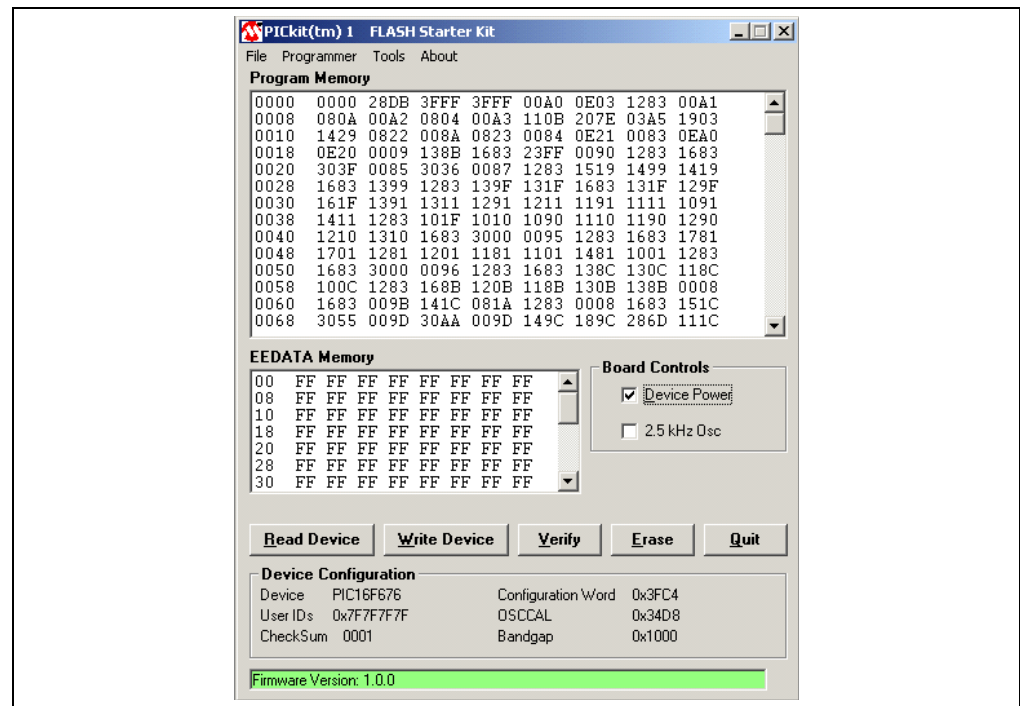 PICkit(tm) 1 FLASH Starter Kit
File Programmer Tools About
Program Memory
0000 0000 28DB 3FFF 3FFF 00A0 0E03 1283 00A1
0008 080A 00A2 0804 00A3 110B 207E 03A5 1903
0010 1429 0822 008A 0823 0084 0E21 0083 0EA0
0018 0E20 0009 138B 1683 23FF 0090 1283 1683
0020 303F 0085 3036 0087 1283 1519 1499 1419
0028 1683 1399 1283 139F 131F 1683 131F 129F
0030 161F 1391 1311 1291 1211 1191 1111 1091
0038 1411 1283 101F 1010 1090 1110 1190 1290
0040 1210 1310 1683 3000 0095 1283 1683 1781
0048 1701 1281 1201 1181 1101 1481 1001 1283
0050 1683 3000 0096 1283 1683 138C 130C 118C
0058 100C 1283 168B 120B 118B 130B 138B 0008
0060 1683 009B 141C 081A 1283 0008 1683 151C
0068 3055 009D 30AA 009D 149C 189C 286D 111C
EEDATA Memory
00 FF FF FF FF FF FF FF FF
08 FF FF FF FF FF FF FF FF
10 FF FF FF FF FF FF FF FF
18 FF FF FF FF FF FF FF FF
20 FF FF FF FF FF FF FF FF
28 FF FF FF FF FF FF FF FF
30 FF FF FF FF FF FF FF FF
Board Controls
Device Power
2.5 kHz Osc
Read Device Write Device Verify Erase Quit
Device Configuration
Device PIC16F676 Configuration Word 0x3FC4
User IDs 0x7F7F7F7F OSCCAL 0x34D8
CheckSum 0001 Bandgap 0x1000
Firmware Version: 1.0.0